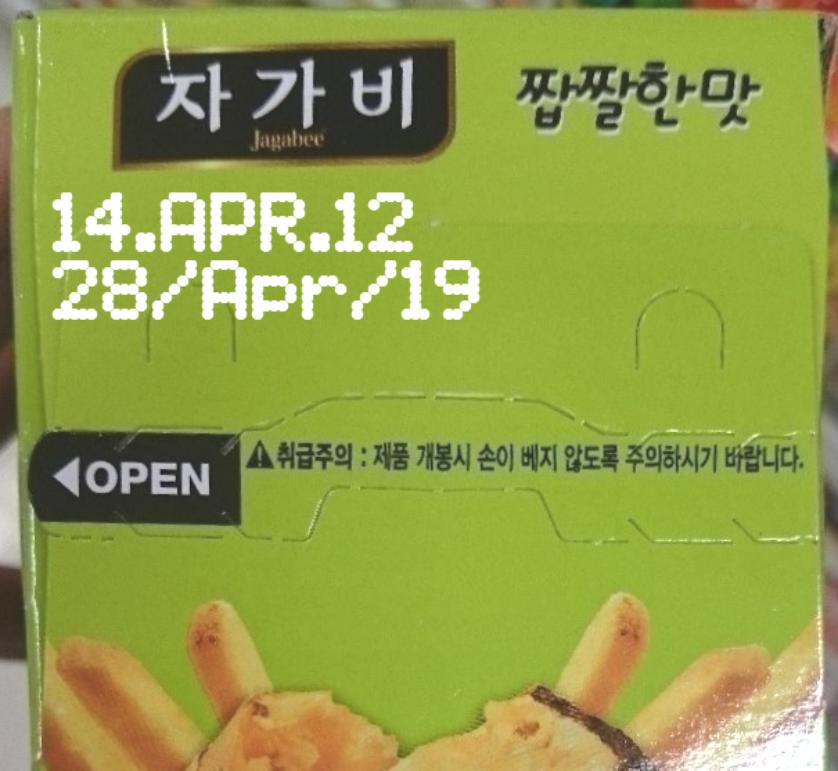 자가비 짭짤한맛
Jagabee
14.APR.12
28/Apr/19
OPEN 취급주의 : 제품 개봉시 손이 베지 않도록 주의하시기 바랍니다.